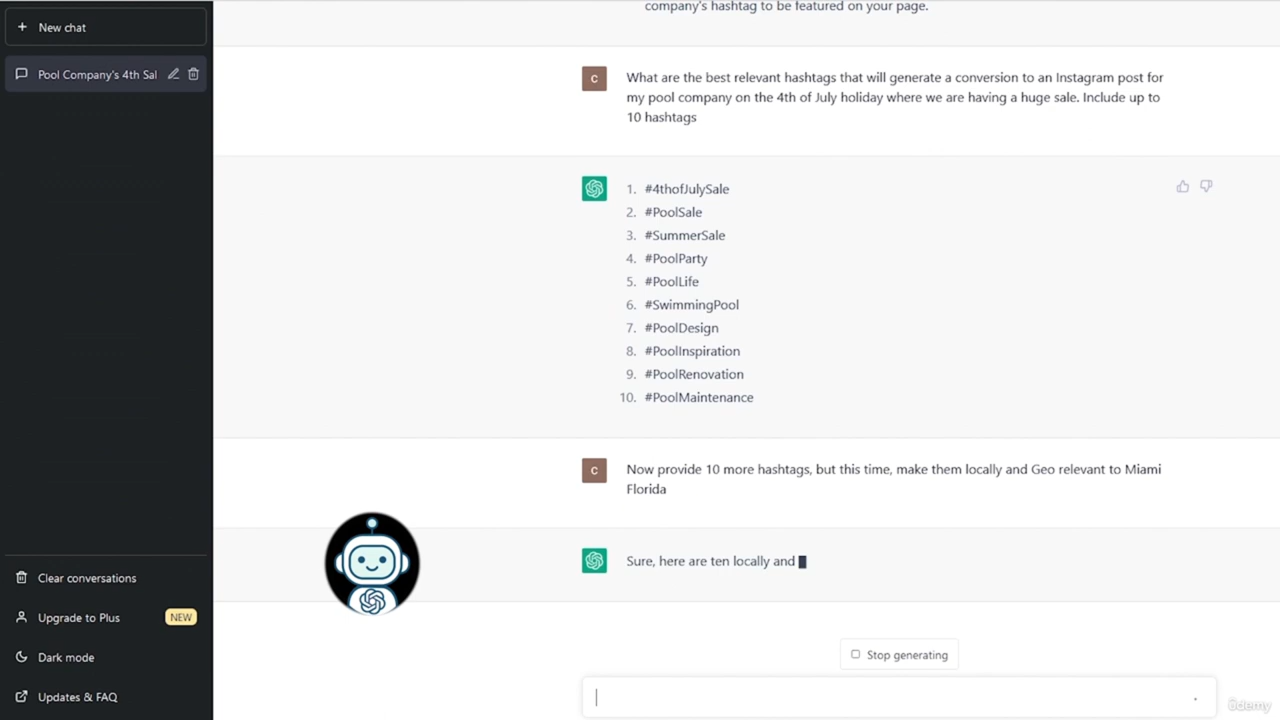 New chat
Pool Company's 4th Sal
Clear conversations
Upgrade to Plus
NEW
Dark mode
Updates & FAQ
company's hashtag to be featured on your page.
C
What are the best relevant hashtags that will generate a conversion to an Instagram post for
my pool company on the 4th of July holiday where we are having a huge sale. Include up to
10 hashtags
1. #4thofJulySale
2. #PoolSale
3. #SummerSale
4. #PoolParty
5. #PoolLife
6. #SwimmingPool
7. #PoolDesign
8. #PoolInspiration
9. #PoolRenovation
10. #PoolMaintenance
C
Now provide 10 more hashtags, but this time, make them locally and Geo relevant to Miami
Florida
Sure, here are ten locally and
Stop generating
ûdemy